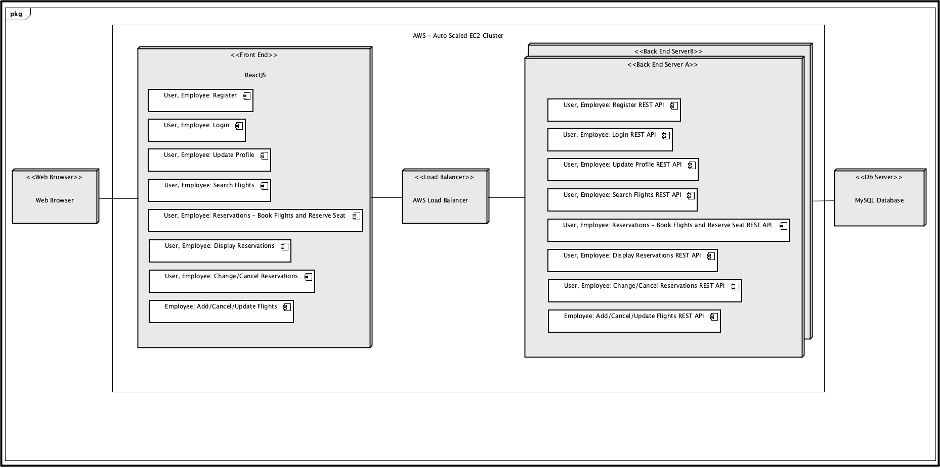 pkg
AWS - Auto Scaled EC2 Cluster
<<Web Browser>>
Web Browser
<<Front End>>
ReactJS
User, Employee: Register
User, Employee: Login
User, Employee: Update Profile
User, Employee: Search Flights
User, Employee: Reservations - Book Flights and Reserve Seat
User, Employee: Display Reservations
User, Employee: Change/Cancel Reservations
Employee: Add/Cancel/Update Flights
<<Load Balancer>>
AWS Load Balancer
<<Back End ServerB>>
<<Back End Server A>>
User, Employee: Register REST API
User, Employee: Login REST API
User, Employee: Update Profile REST API
User, Employee: Search Flights REST API
User, Employee: Reservations - Book Flights and Reserve Seat REST API
User, Employee: Display Reservations REST API
User, Employee: Change/Cancel Reservations REST API
Employee: Add/Cancel/Update Flights REST API
<<Db Server>>
MySQL Database